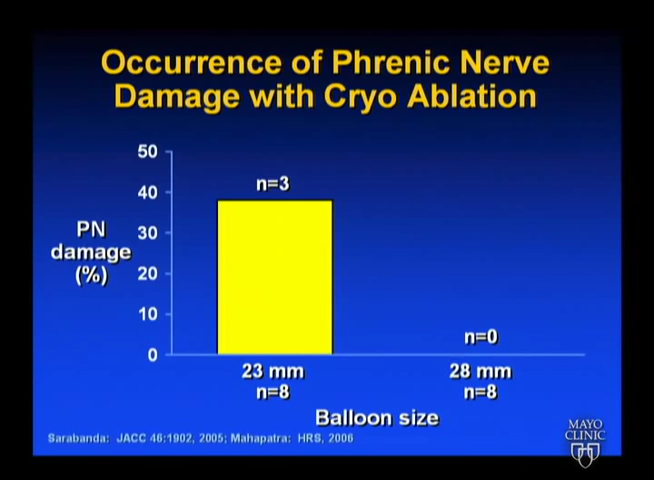 Occurrence of Phrenic Nerve
Damage with Cryo Ablation
50
40
30
20
10
0
PN
damage
(%)
n=3
n=0
23 mm
n=8
28 mm
n=8
Balloon size
Sarabanda: JACC 46:1902, 2005; Mahapatra: HRS, 2006
MAYO
CLINIC